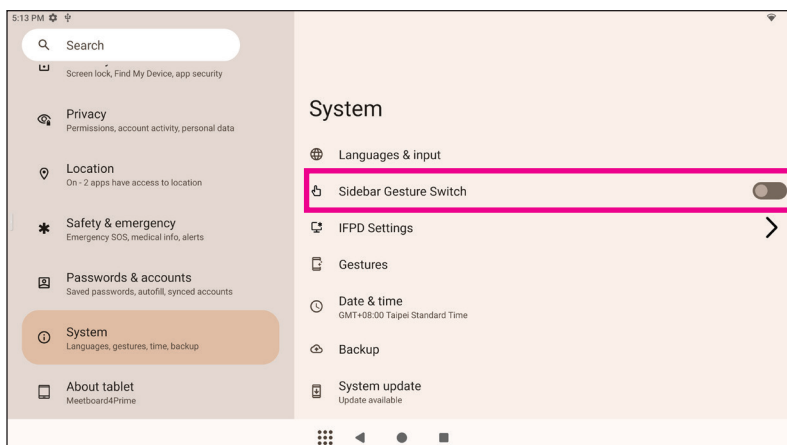 5:13 PM
Search
Screen lock, Find My Device, app security
Privacy
Permissions, account activity, personal data
Location
On - 2 apps have access to location
Safety & emergency
Emergency SOS, medical info, alerts
Passwords & accounts
Saved passwords, autofill, synced accounts
System
Languages, gestures, time, backup
About tablet
Meetboard4Prime
System
Languages & input
Sidebar Gesture Switch
IFPD Settings
Gestures
Date & time
GMT+08:00 Taipei Standard Time
Backup
System update
Update available